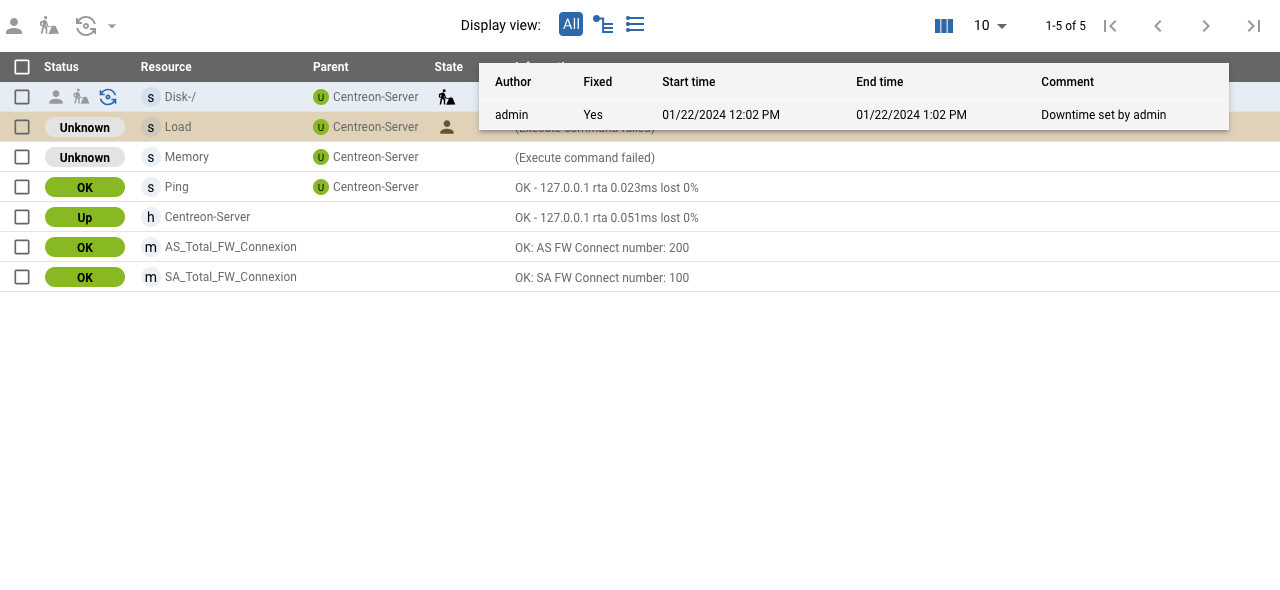 Display view: All 10 1-5 of 5
Status Resource Parent State
Author Fixed Start time End time Comment
s Disk-/ U Centreon-Server
admin Yes 01/22/2024 12:02 PM 01/22/2024 1:02 PM Downtime set by admin
Unknown s Load U Centreon-Server (Execute command failed)
Unknown s Memory U Centreon-Server (Execute command failed)
OK s Ping U Centreon-Server OK - 127.0.0.1 rta 0.023ms lost 0%
Up h Centreon-Server OK - 127.0.0.1 rta 0.051ms lost 0%
OK m AS_Total_FW_Connexion OK: AS FW Connect number: 200
OK m SA_Total_FW_Connexion OK: SA FW Connect number: 100